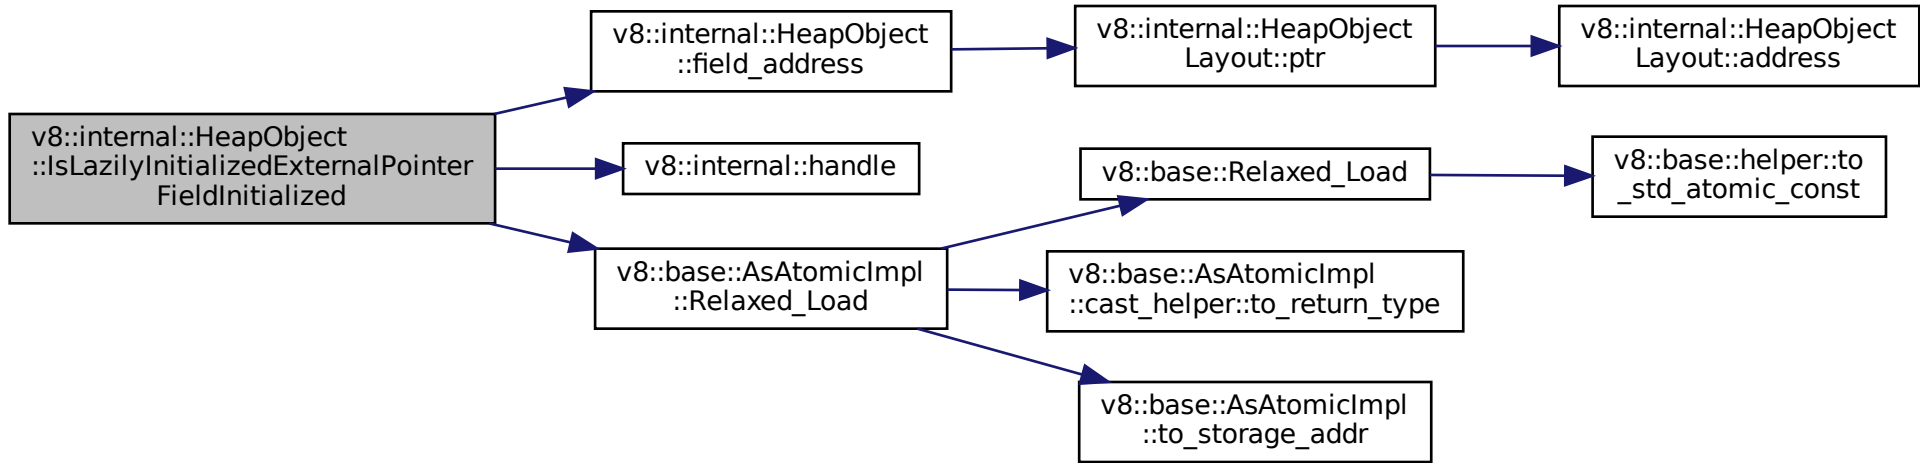 v8::internal::HeapObject
::IsLazilyInitializedExternalPointer
FieldInitialized
v8::internal::HeapObject
::field_address
v8::internal::HeapObject
Layout::ptr
v8::internal::HeapObject
Layout::address
v8::internal::handle
v8::base::AsAtomicImpl
::Relaxed_Load
v8::base::Relaxed_Load
v8::base::helper::to
_std_atomic_const
v8::base::AsAtomicImpl
::cast_helper::to_return_type
v8::base::AsAtomicImpl
::to_storage_addr